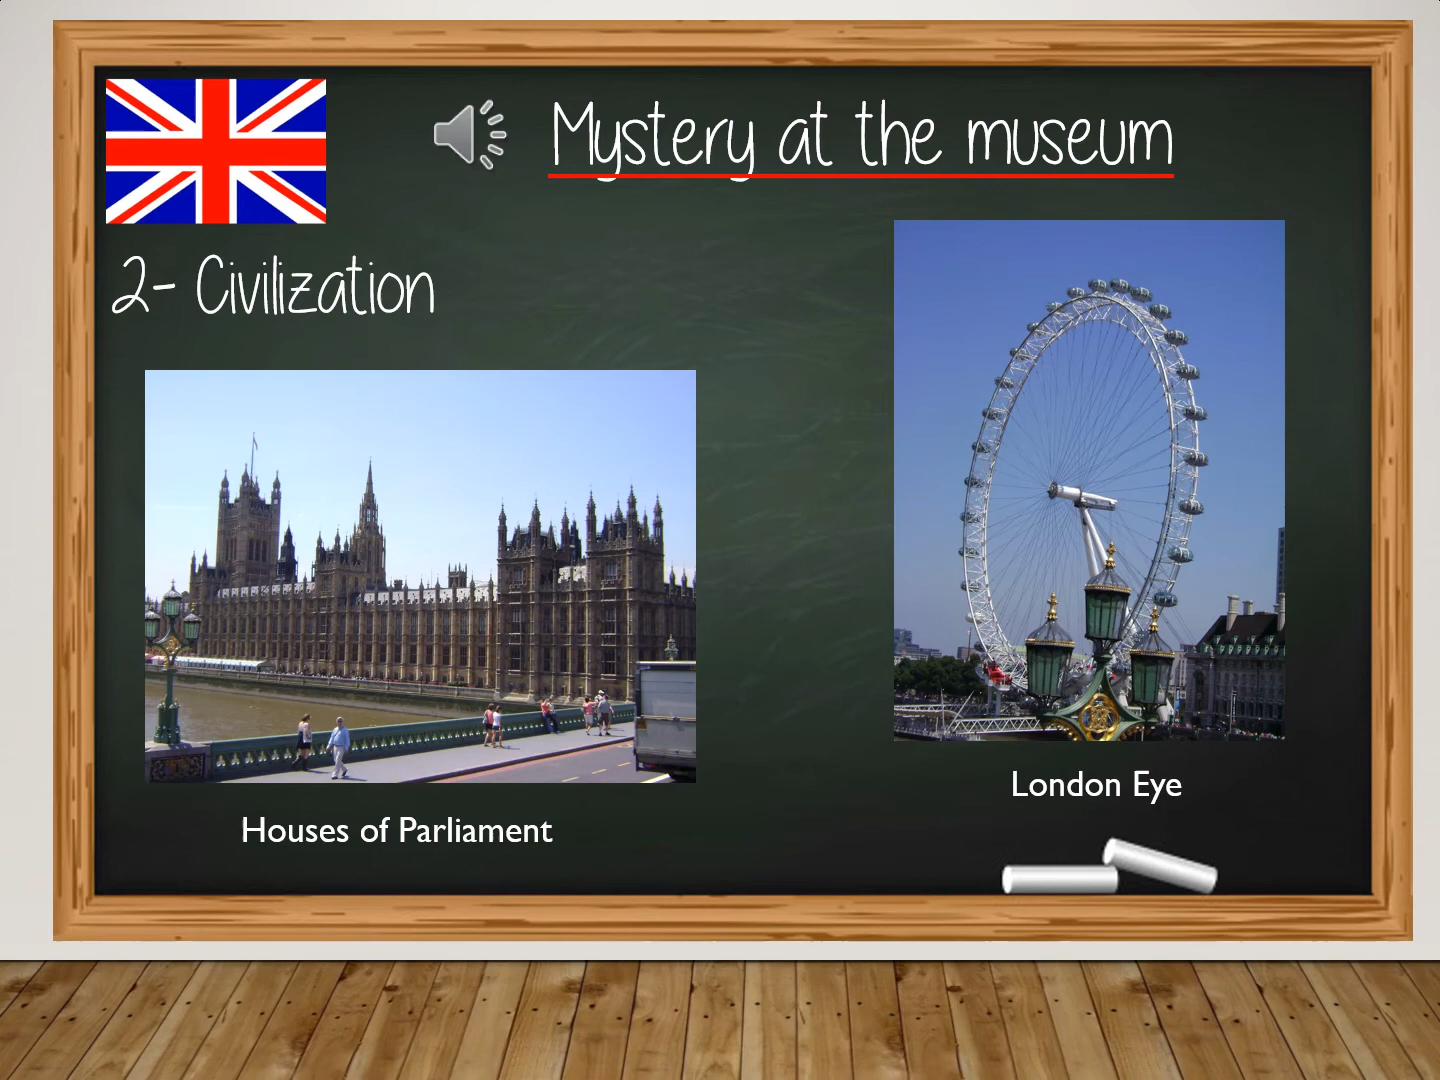 Mystery at the museum
2- Civilization
Houses of Parliament
London Eye